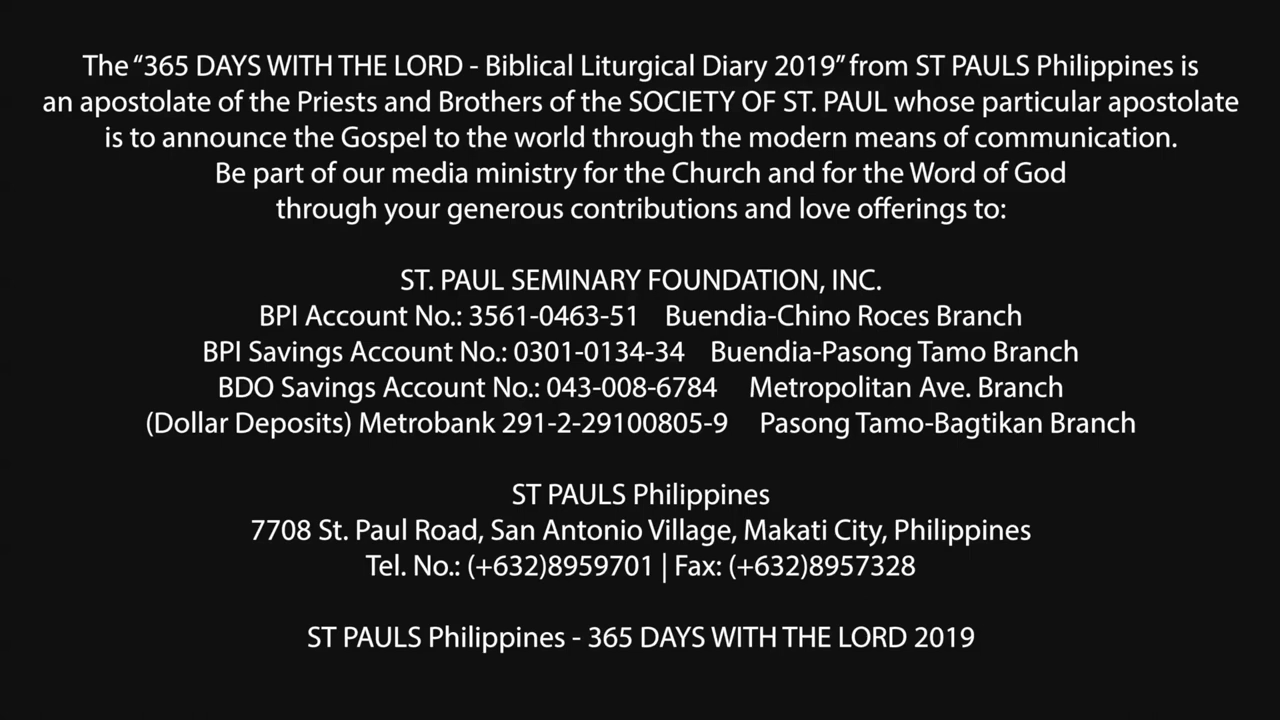 The “365 DAYS WITH THE LORD - Biblical Liturgical Diary 2019” from ST PAULS Philippines is
an apostolate of the Priests and Brothers of the SOCIETY OF ST. PAUL whose particular apostolate
is to announce the Gospel to the world through the modern means of communication.
Be part of our media ministry for the Church and for the Word of God
through your generous contributions and love offerings to:
ST. PAUL SEMINARY FOUNDATION, INC.
BPI Account No.: 3561-0463-51 Buendia-Chino Roces Branch
BPI Savings Account No.: 0301-0134-34 Buendia-Pasong Tamo Branch
BDO Savings Account No.: 043-008-6784 Metropolitan Ave. Branch
(Dollar Deposits) Metrobank 291-2-29100805-9 Pasong Tamo-Bagtikan Branch
ST PAULS Philippines
7708 St. Paul Road, San Antonio Village, Makati City, Philippines
Tel. No.: (+632)8959701 | Fax: (+632)8957328
ST PAULS Philippines - 365 DAYS WITH THE LORD 2019